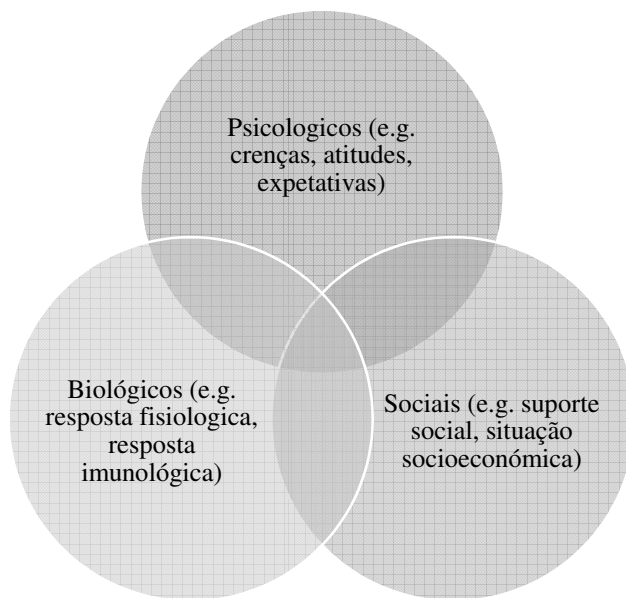 Psicologicos (e.g.
crenças, atitudes,
expetativas)
Biológicos (e.g.
resposta fisiologica,
resposta
imunológica)
Sociais (e.g. suporte
social, situação
socioeconómica)